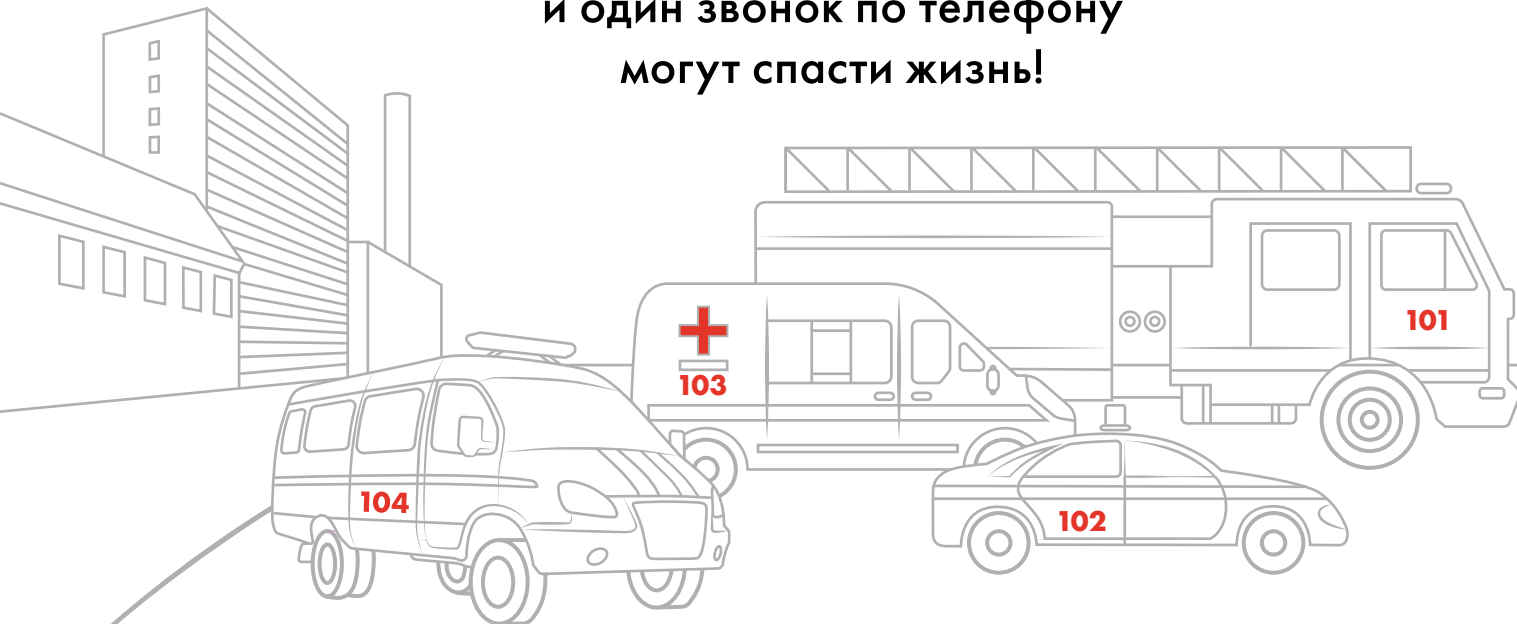 и один звонок по телефону
могут спасти жизнь!
101
103
104
102